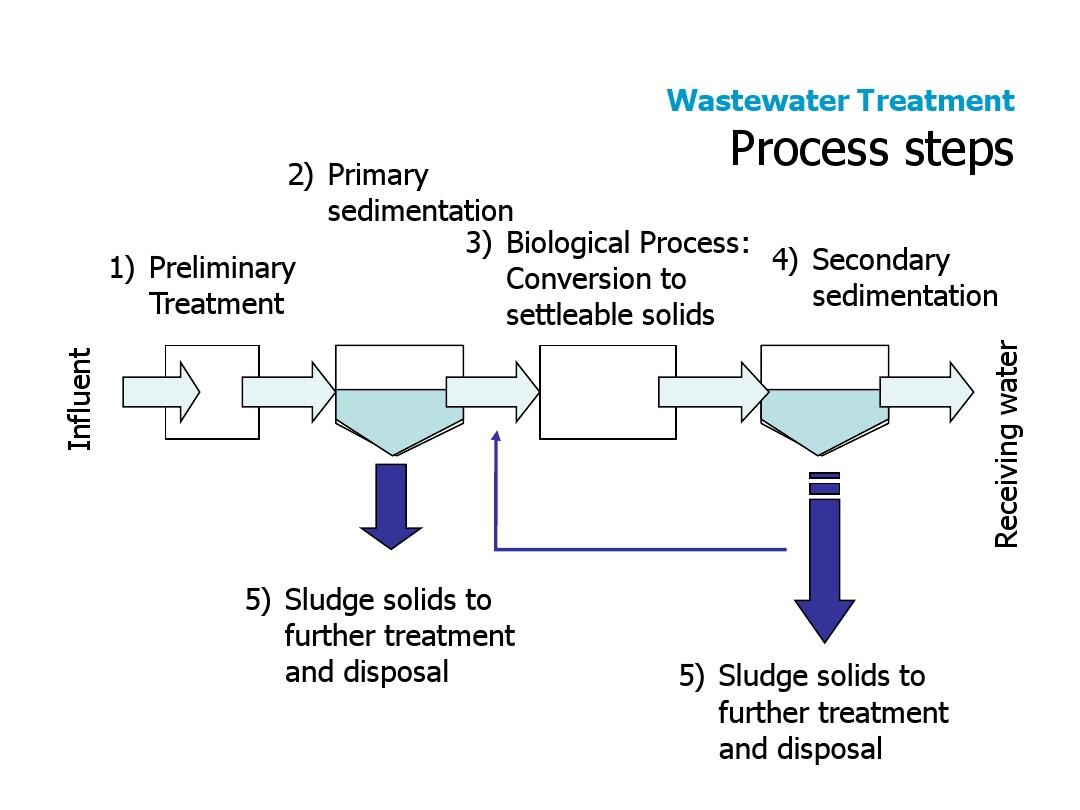 Wastewater Treatment
Process steps
2) Primary
sedimentation
3) Biological Process:
Conversion to
settleable solids
1) Preliminary
Treatment
4) Secondary
sedimentation
Influent
Receiving water
5) Sludge solids to
further treatment
and disposal
5) Sludge solids to
further treatment
and disposal